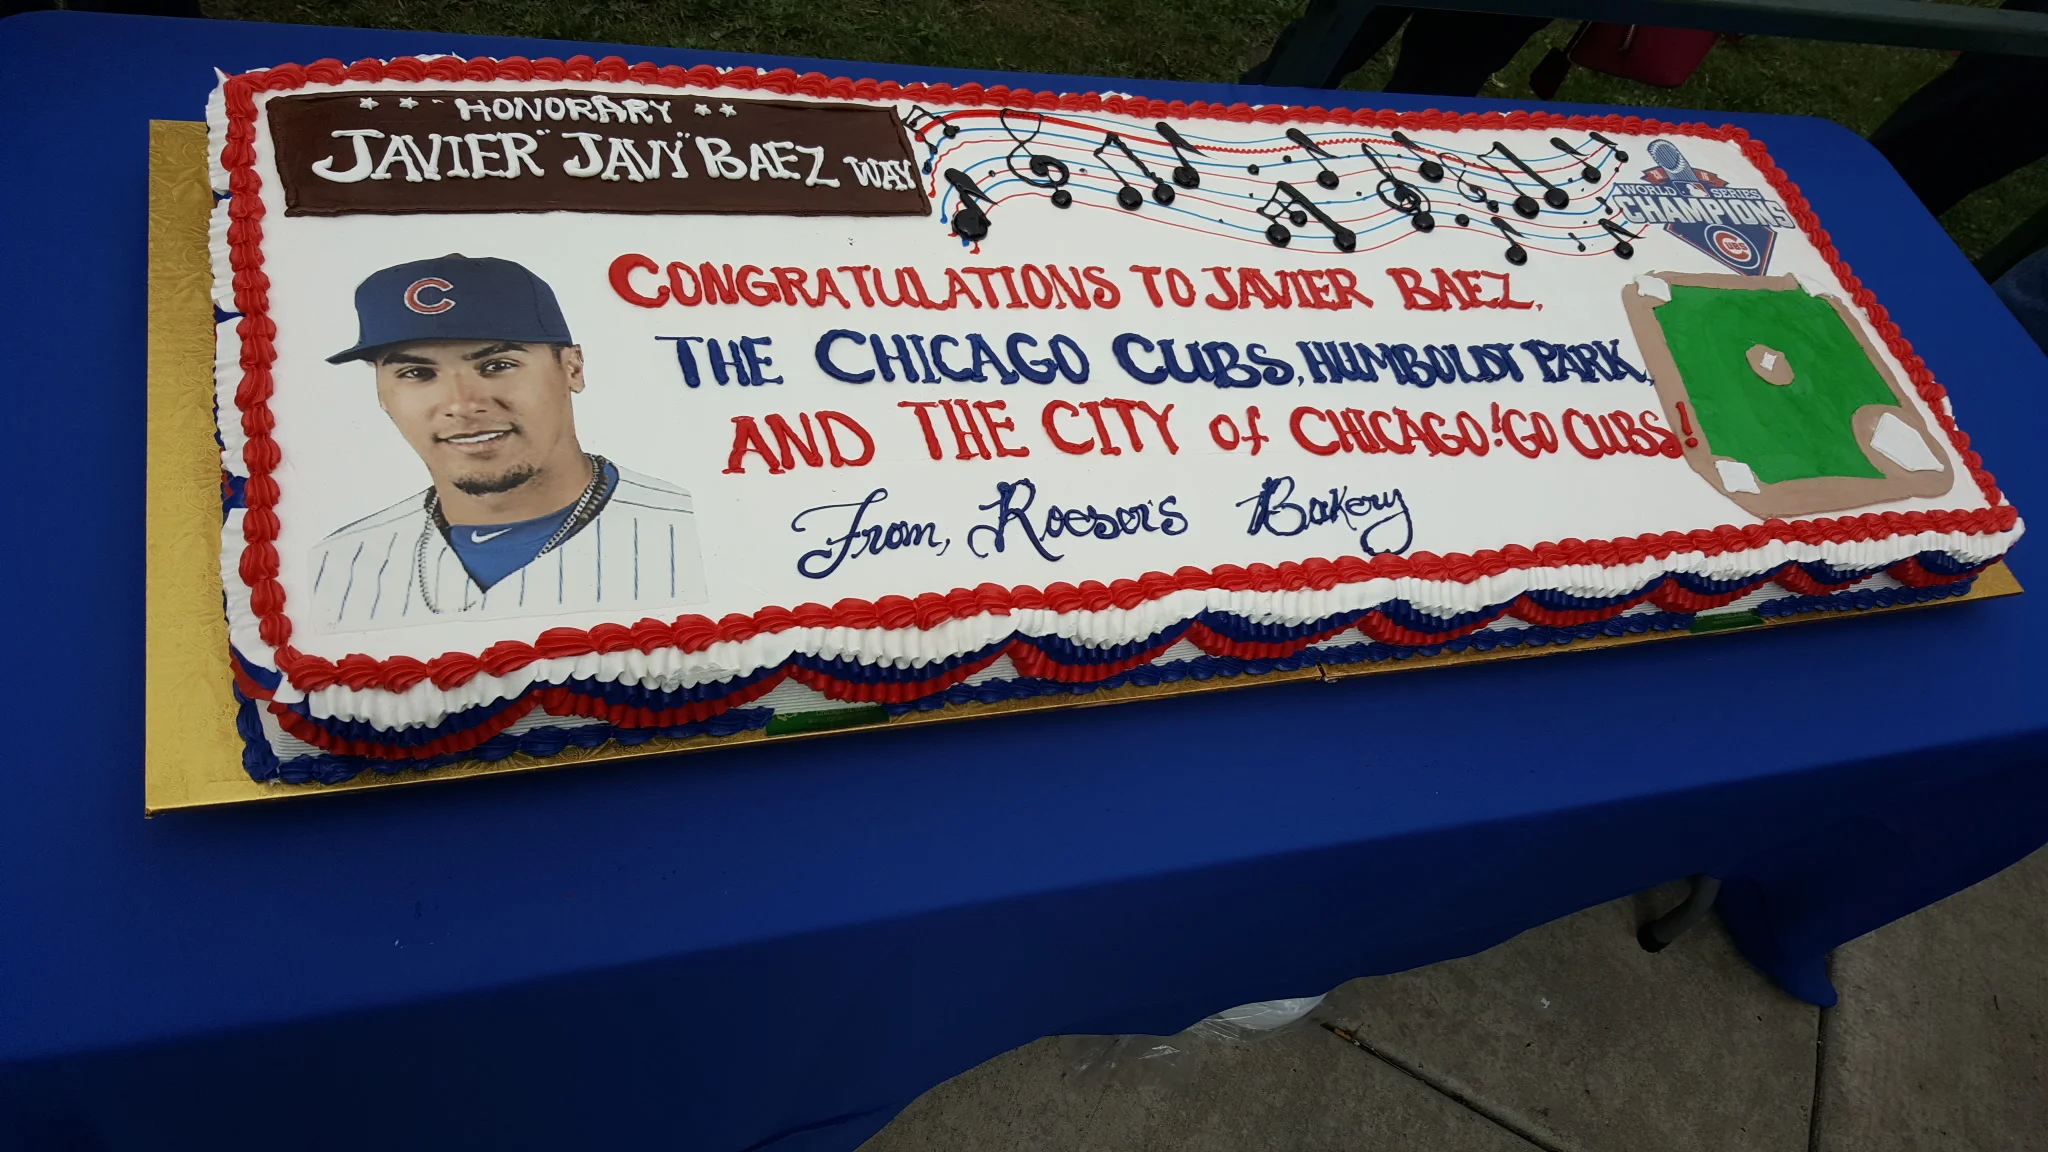 HONORARY
JAVIER "JAVY" BAEZ WAY
WORLD SERIES
CHAMPIONS
CUBS
C
CONGRATULATIONS TO JAVIER BAEZ,
THE CHICAGO CUBS, HUMBOLDT PARK,
AND THE CITY of CHICAGO! GO CUBS!
From, Roeser's Bakery